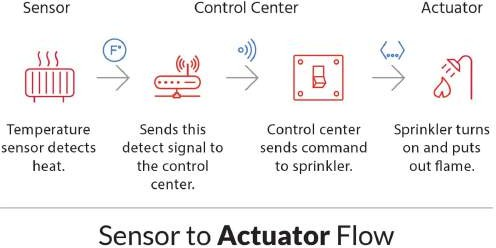 Sensor
Control Center
Actuator
F°
<...>
Temperature
sensor detects
heat.
Sends this
detect signal to
the control
center.
Control center
sends command
to sprinkler.
Sprinkler turns
on and puts
out flame.
Sensor to Actuator Flow